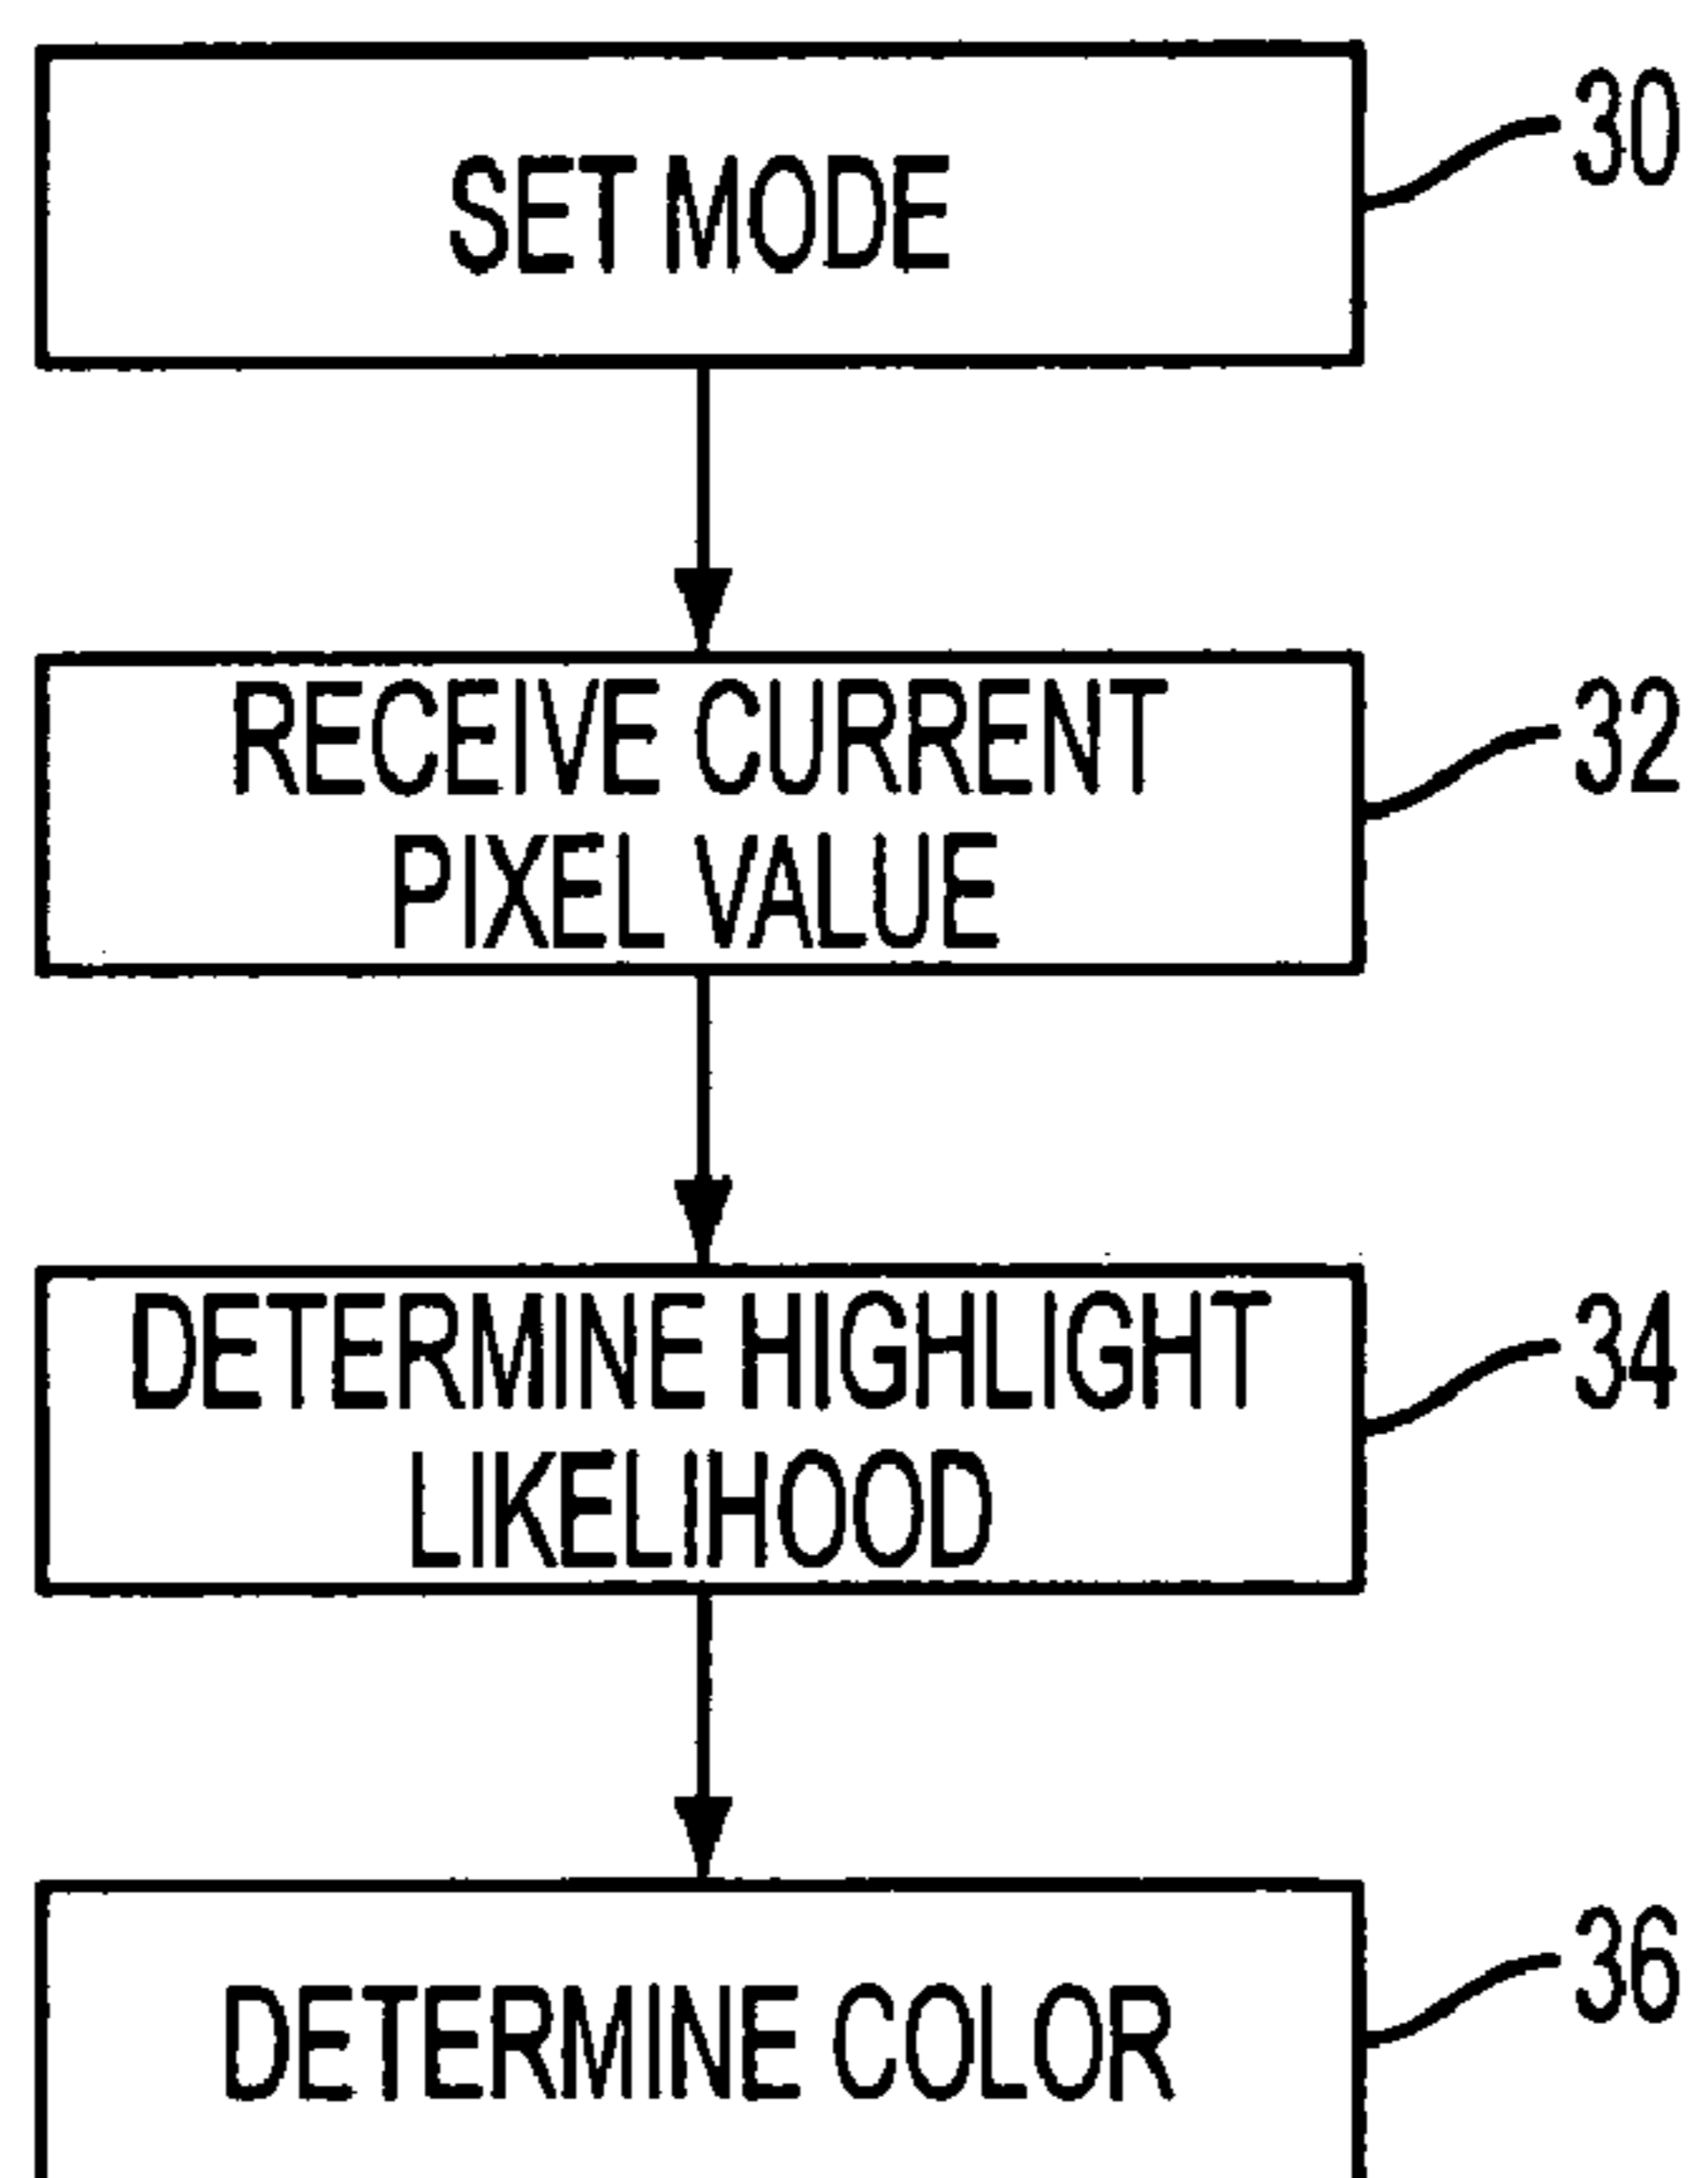 SET MODE
30
RECEIVE CURRENT
PIXEL VALUE
32
DETERMINE HIGHLIGHT
LIKELIHOOD
34
DETERMINE COLOR
36